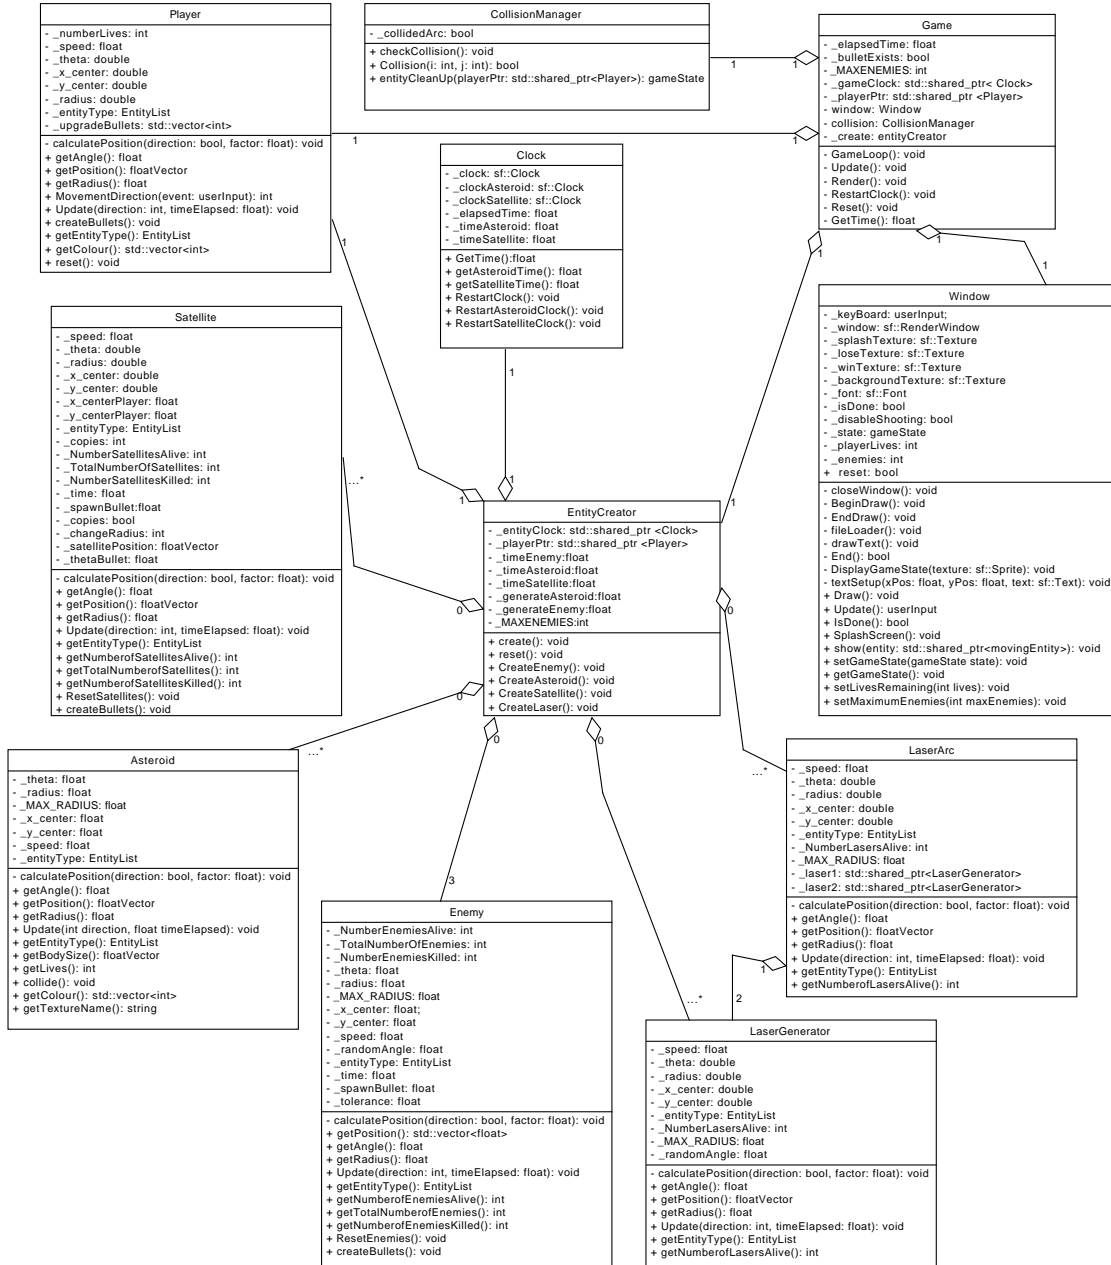 Player
- _numberLives: int
- _speed: float
- _theta: double
- _x_center: double
- _y_center: double
- _radius: double
- _entityType: EntityList
- _upgradeBullets: std::vector<int>
- calculatePosition(direction: bool, factor: float): void
+ getAngle(): float
+ getPosition(): floatVector
+ getRadius(): float
+ MovementDirection(event: userInput): int
+ Update(direction: int, timeElapsed: float): void
+ createBullets(): void
+ getEntityType(): EntityList
+ getColour(): std::vector<int>
+ reset(): void
CollisionManager
- _collidedArc: bool
+ checkCollision(): void
+ Collision(i: int, j: int): bool
+ entityCleanUp(playerPtr: std::shared_ptr<Player>): gameState
Game
- _elapsedTime: float
- _bulletExists: bool
- _MAXENEMIES: int
- _gameClock: std::shared_ptr< Clock>
- _playerPtr: std::shared_ptr <Player>
- window: Window
- collision: CollisionManager
- _create: entityCreator
- GameLoop(): void
- Update(): void
- Render(): void
- RestartClock(): void
- Reset(): void
- GetTime(): float
1
1
1
1
1
1
1
1
Clock
- _clock: sf::Clock
- _clockAsteroid: sf::Clock
- _clockSatellite: sf::Clock
- _elapsedTime: float
- _timeAsteroid: float
- _timeSatellite: float
+ GetTime():float
+ getAsteroidTime(): float
+ getSatelliteTime(): float
+ RestartClock(): void
+ RestartAsteroidClock(): void
+ RestartSateliteClock(): void
Window
- _keyBoard: userInput;
- _window: sf::RenderWindow
- _splashTexture: sf::Texture
- _loseTexture: sf::Texture
- _winTexture: sf::Texture
- _backgroundTexture: sf::Texture
- _font: sf::Font
- _isDone: bool
- _disableShooting: bool
- _state: gameState
- _playerLives: int
- _enemies: int
+ reset: bool
- closeWindow(): void
- BeginDraw(): void
- EndDraw(): void
- fileLoader(): void
- drawText(): void
- End(): bool
- DisplayGameState(texture: sf::Sprite): void
- textSetup(xPos: float, yPos: float, text: sf::Text): void
+ Draw(): void
+ Update(): userInput
+ IsDone(): bool
+ SplashScreen(): void
+ show(entity: std::shared_ptr<movingEntity>): void
+ setGameState(gameState state): void
+ getGameState(): void
+ setLivesRemaining(int lives): void
+ setMaximumEnemies(int maxEnemies): void
Satellite
- _speed: float
- _theta: double
- _radius: double
- _x_center: double
- _y_center: double
- _x_centerPlayer: float
- _y_centerPlayer: float
- _entityType: EntityList
- _copies: int
- _NumberSatellitesAlive: int
- _TotalNumberOfSatellites: int
- _NumberSatellitesKilled: int
- _time: float
- _spawnBullet:float
- _copies: bool
- _changeRadius: int
- _satellitePosition: floatVector
- _thetaBullet: float
- calculatePosition(direction: bool, factor: float): void
+ getAngle(): float
+ getPosition(): floatVector
+ getRadius(): float
+ Update(direction: int, timeElapsed: float): void
+ getEntityType(): EntityList
+ getNumberofSatellitesAlive(): int
+ getTotalNumberofSatellites(): int
+ getNumberofSatellitesKilled(): int
+ ResetSatellites(): void
+ createBullets(): void
1
1
1
1
...*
0
EntityCreator
- _entityClock: std::shared_ptr <Clock>
- _playerPtr: std::shared_ptr <Player>
- _timeEnemy:float
- _timeAsteroid:float
- _timeSatellite:float
- _generateAsteroid:float
- _generateEnemy:float
- _MAXENEMIES:int
+ create(): void
+ reset(): void
+ CreateEnemy(): void
+ CreateAsteroid(): void
+ CreateSatellite(): void
+ CreateLaser(): void
0
...*
0
...*
0
3
0
...*
Asteroid
- _theta: float
- _radius: float
- _MAX_RADIUS: float
- _x_center: float
- _y_center: float
- _speed: float
- _entityType: EntityList
- calculatePosition(direction: bool, factor: float): void
+ getAngle(): float
+ getPosition(): floatVector
+ getRadius(): float
+ Update(int direction, float timeElapsed): void
+ getEntityType(): EntityList
+ getBodySize(): floatVector
+ getLives(): int
+ collide(): void
+ getColour(): std::vector<int>
+ getTextureName(): string
LaserArc
- _speed: float
- _theta: double
- _radius: double
- _x_center: double
- _y_center: double
- _entityType: EntityList
- _NumberLasersAlive: int
- _MAX_RADIUS: float
- _laser1: std::shared_ptr<LaserGenerator>
- _laser2: std::shared_ptr<LaserGenerator>
- calculatePosition(direction: bool, factor: float): void
+ getAngle(): float
+ getPosition(): floatVector
+ getRadius(): float
+ Update(direction: int, timeElapsed: float): void
+ getEntityType(): EntityList
+ getNumberofLasersAlive(): int
1
2
Enemy
- _NumberEnemiesAlive: int
- _TotalNumberOfEnemies: int
- _NumberEnemiesKilled: int
- _theta: float
- _radius: float
- _MAX_RADIUS: float
- _x_center: float;
- _y_center: float
- _speed: float
- _randomAngle: float
- _entityType: EntityList
- _time: float
- _spawnBullet: float
- _tolerance: float
- calculatePosition(direction: bool, factor: float): void
+ getPosition(): std::vector<float>
+ getAngle(): float
+ getRadius(): float
+ Update(direction: int, timeElapsed: float): void
+ getEntityType(): EntityList
+ getNumberofEnemiesAlive(): int
+ getTotalNumberofEnemies(): int
+ getNumberofEnemiesKilled(): int
+ ResetEnemies(): void
+ createBullets(): void
LaserGenerator
- _speed: float
- _theta: double
- _radius: double
- _x_center: double
- _y_center: double
- _entityType: EntityList
- _NumberLasersAlive: int
- _MAX_RADIUS: float
- _randomAngle: float
- calculatePosition(direction: bool, factor: float): void
+ getAngle(): float
+ getPosition(): floatVector
+ getRadius(): float
+ Update(direction: int, timeElapsed: float): void
+ getEntityType(): EntityList
+ getNumberofLasersAlive(): int